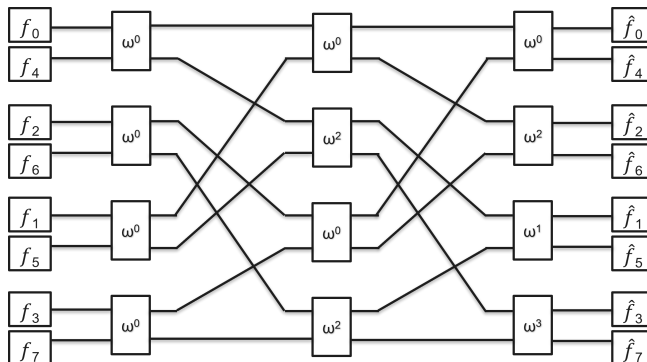 f₀ ω⁰ ω⁰ ω⁰ f̂₀
f₄ f̂₄
f₂ ω⁰ ω² ω² f̂₂
f₆ f̂₆
f₁ ω⁰ ω⁰ ω¹ f̂₁
f₅ f̂₅
f₃ ω⁰ ω² ω³ f̂₃
f₇ f̂₇